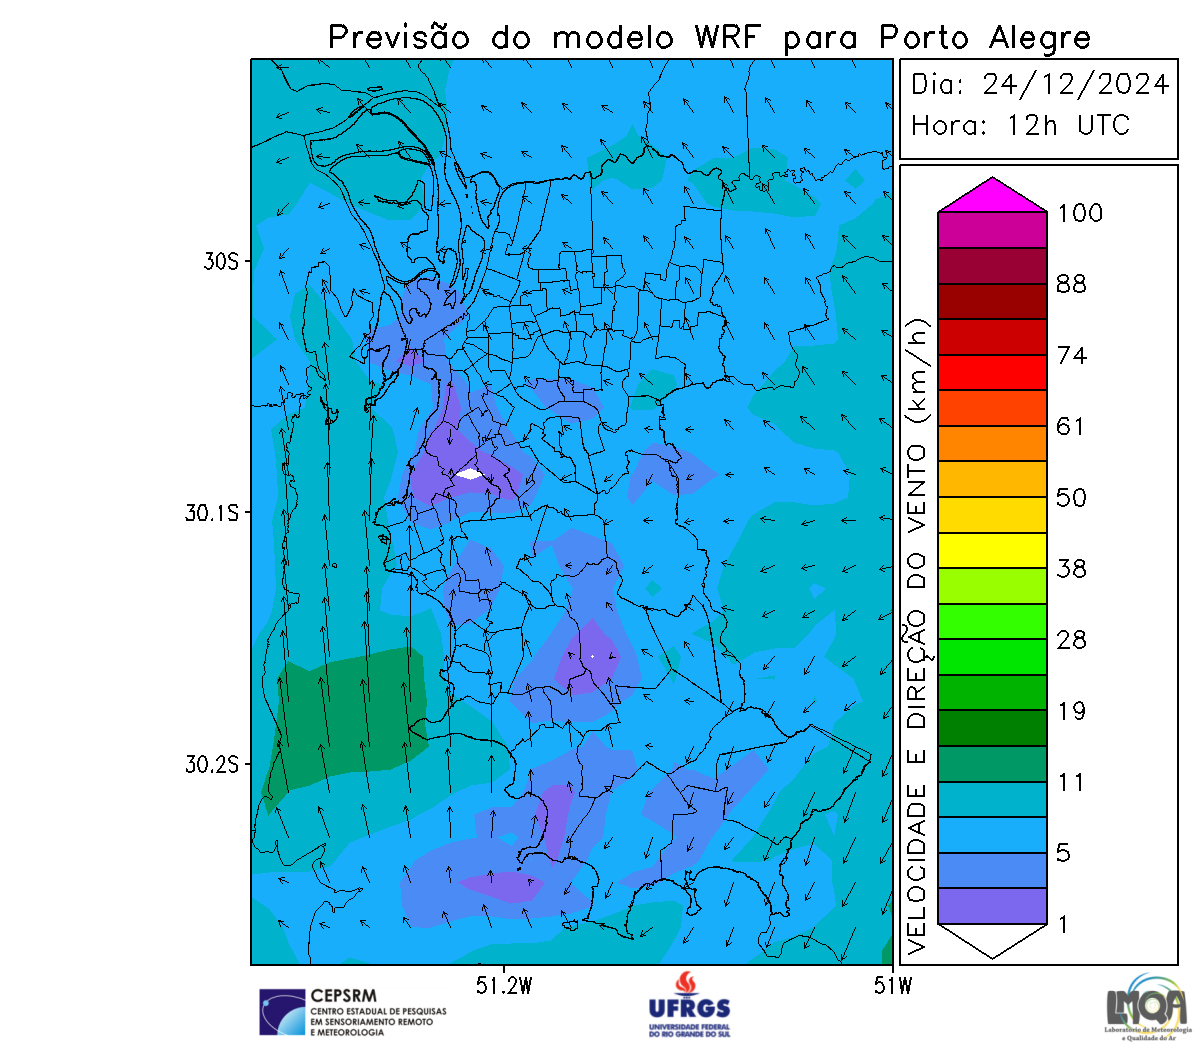 Previsão do modelo WRF para Porto Alegre
Dia: 24/12/2024
Hora: 12h UTC
30S
30.1S
30.2S
51.2W
51W
VELOCIDADE E DIREÇÃO DO VENTO (km/h)
100
88
74
61
50
38
28
19
11
5
1
CEPSRM
CENTRO ESTADUAL DE PESQUISAS
EM SENSORIAMENTO REMOTO
E METEOROLOGIA
UFRGS
UNIVERSIDADE FEDERAL
DO RIO GRANDE DO SUL
LMQA
Laboratório de Meteorologia
e Qualidade do Ar